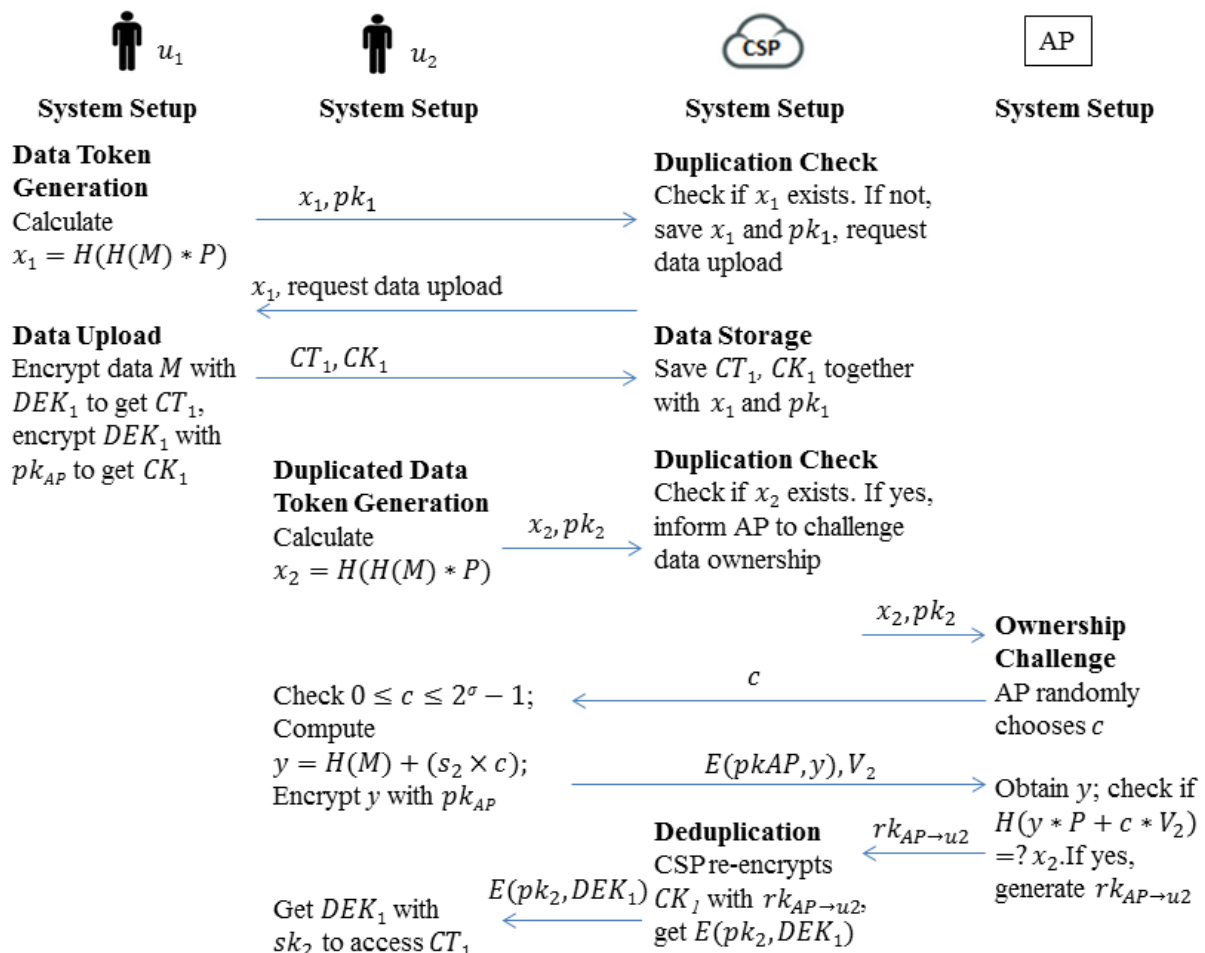 u₁
u₂
CSP
AP
System Setup
System Setup
System Setup
System Setup
Data Token
Generation
Calculate
x₁ = H(H(M) * P)
x₁, pk₁
Duplication Check
Check if x₁ exists. If not,
save x₁ and pk₁, request
data upload
x₁, request data upload
Data Upload
Encrypt data M with
DEK₁ to get CT₁,
encrypt DEK₁ with
pk_AP to get CK₁
CT₁, CK₁
Data Storage
Save CT₁, CK₁ together
with x₁ and pk₁
Duplicated Data
Token Generation
Calculate
x₂ = H(H(M) * P)
x₂, pk₂
Duplication Check
Check if x₂ exists. If yes,
inform AP to challenge
data ownership
x₂, pk₂
Ownership
Challenge
AP randomly
chooses c
c
Check 0 ≤ c ≤ 2^σ − 1;
Compute
y = H(M) + (s₂ × c);
Encrypt y with pk_AP
E(pkAP, y), V₂
Obtain y; check if
H(y * P + c * V₂)
=? x₂.If yes,
generate rk_AP→u2
rk_AP→u2
Deduplication
CSP re-encrypts
CK₁ with rk_AP→u2,
get E(pk₂, DEK₁)
E(pk₂, DEK₁)
Get DEK₁ with
sk₂ to access CT₁